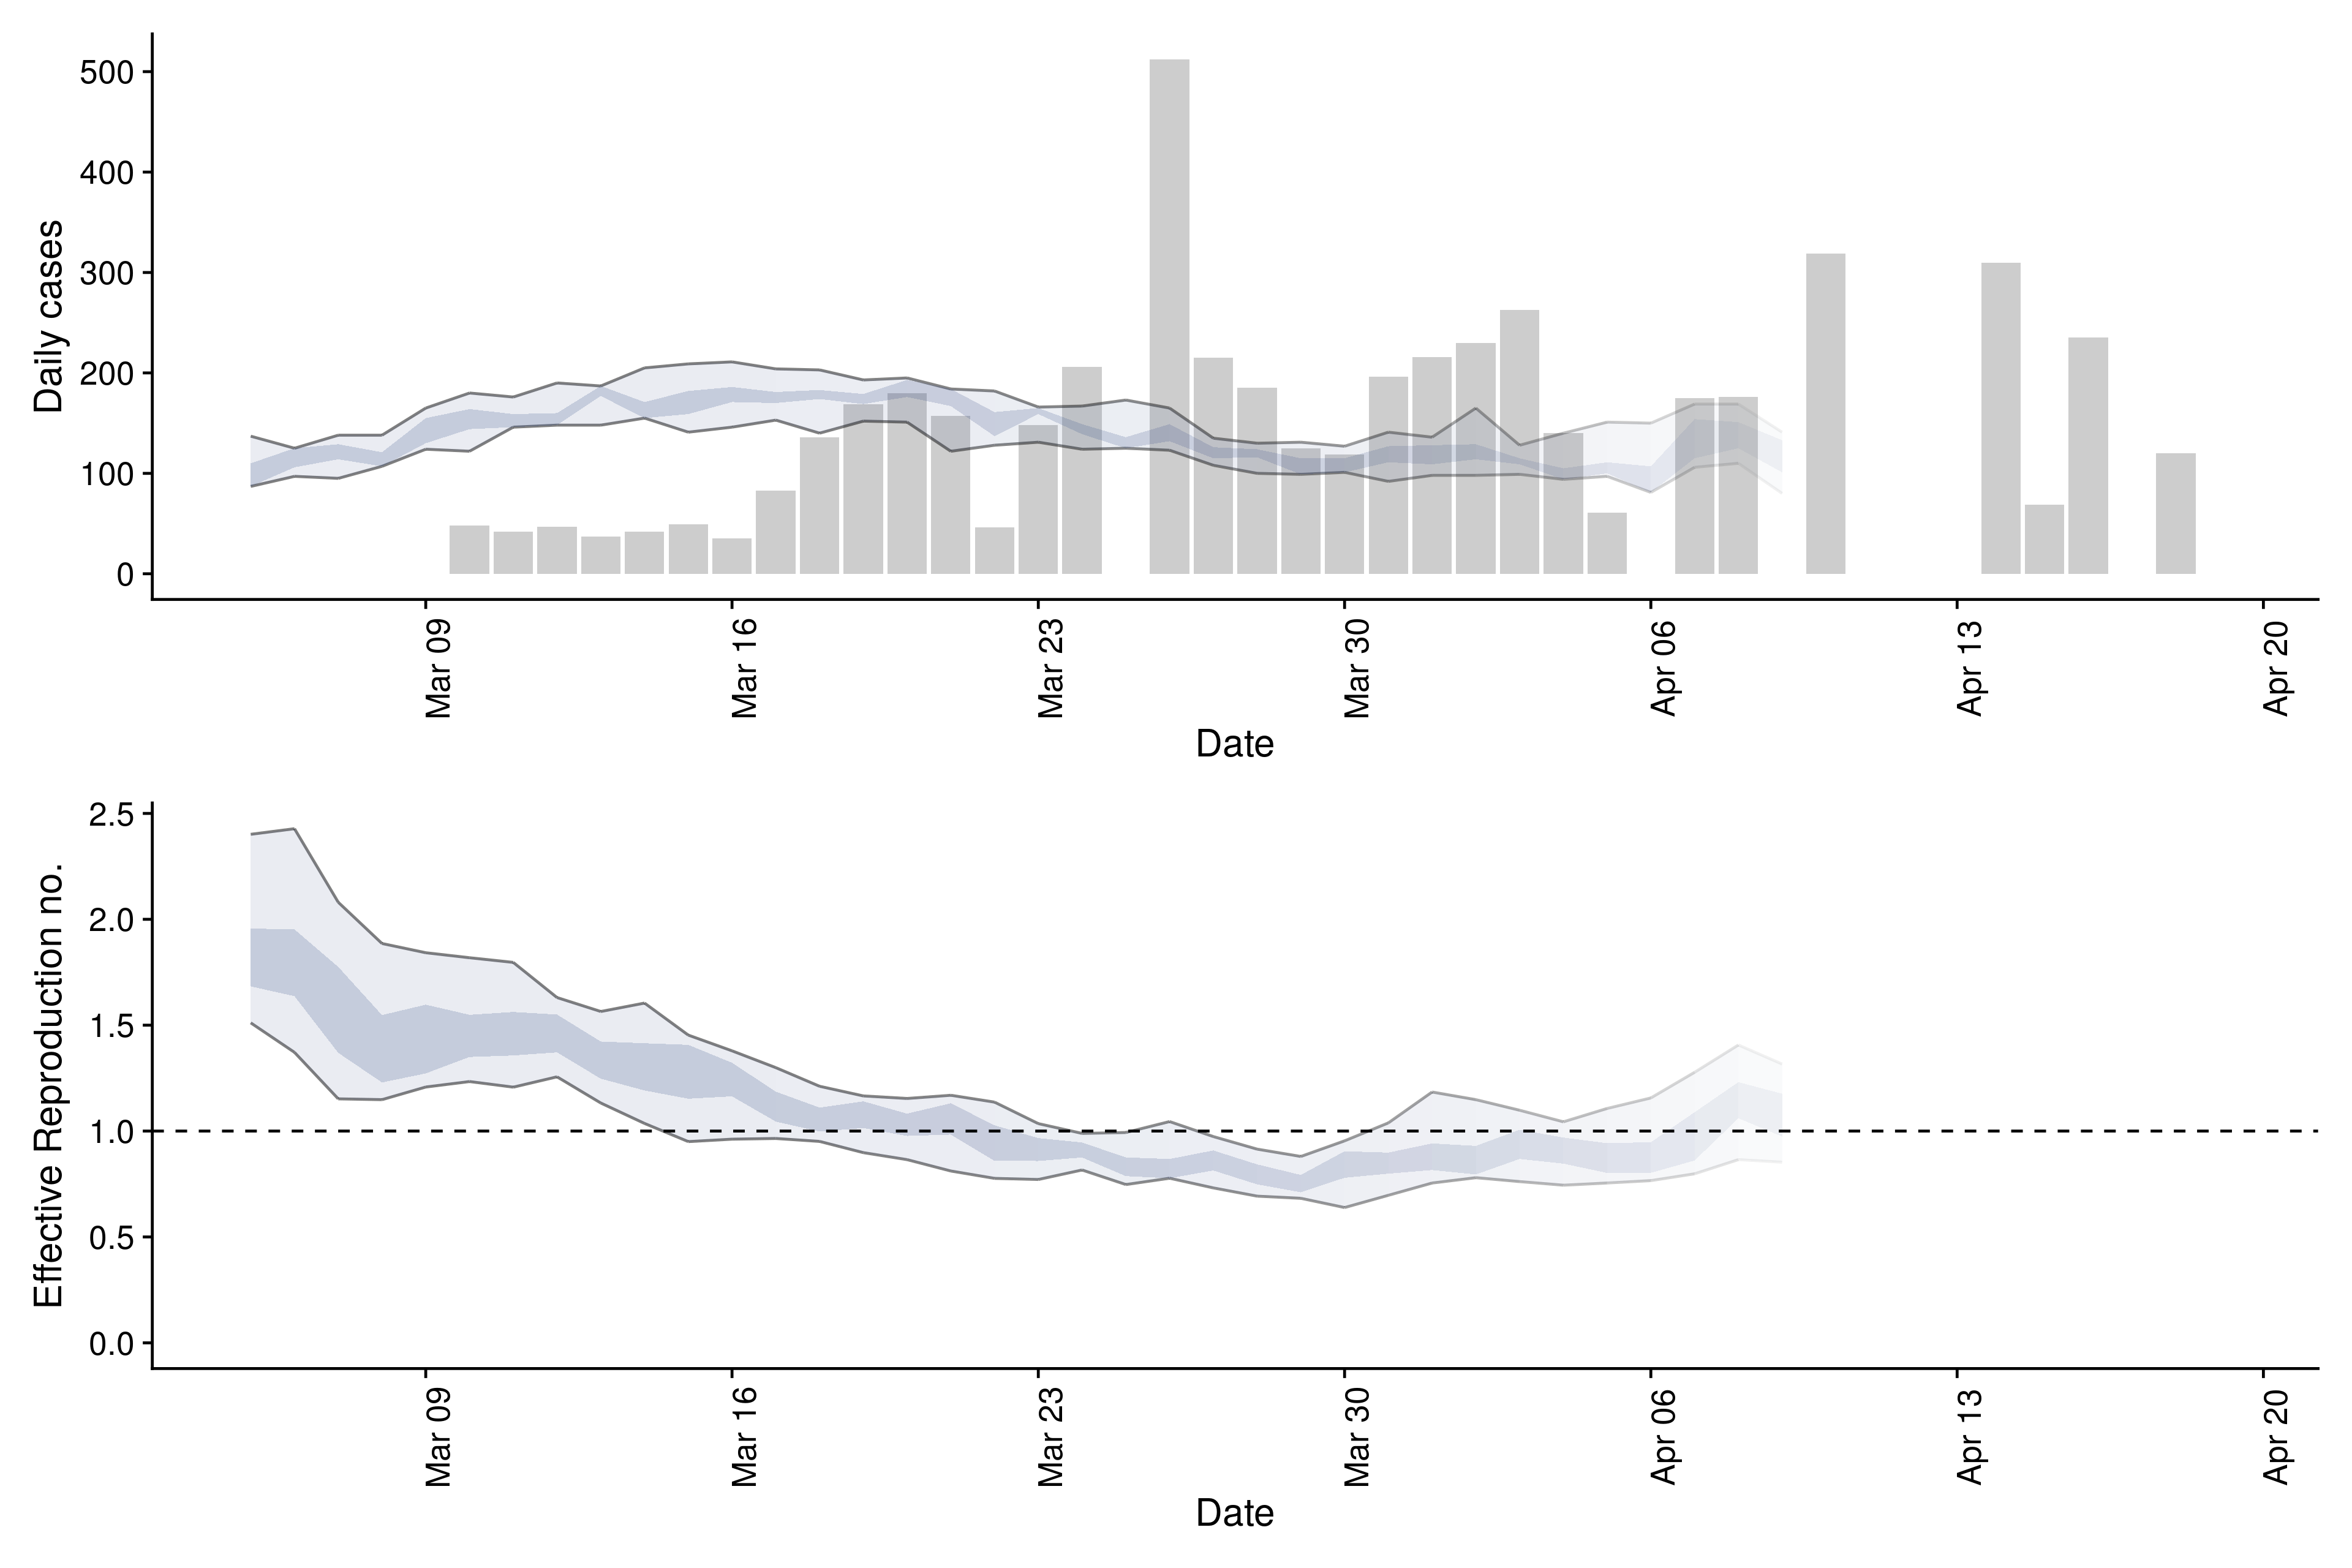 Daily cases
500
400
300
200
100
0
Mar 09
Mar 16
Mar 23
Mar 30
Apr 06
Apr 13
Apr 20
Date
Effective Reproduction no.
2.5
2.0
1.5
1.0
0.5
0.0
Mar 09
Mar 16
Mar 23
Mar 30
Apr 06
Apr 13
Apr 20
Date